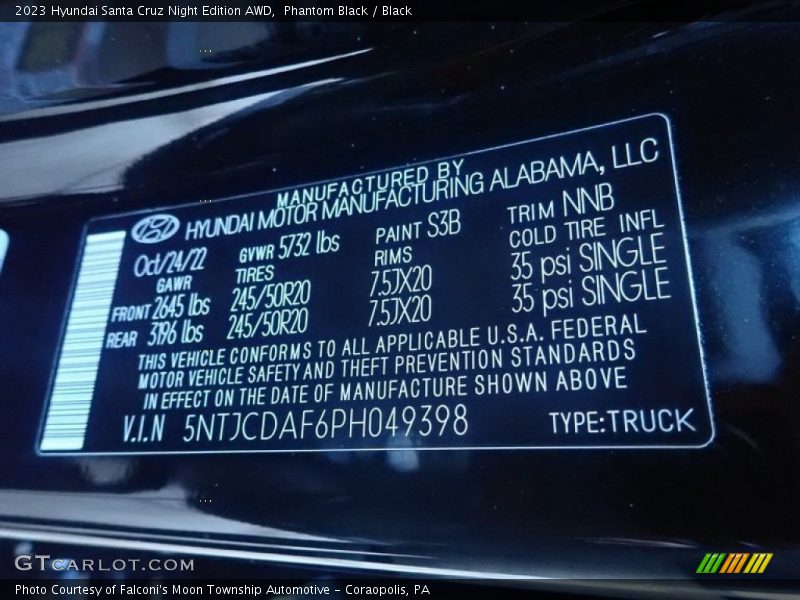 2023 Hyundai Santa Cruz Night Edition AWD, Phantom Black / Black
MANUFACTURED BY
HYUNDAI MOTOR MANUFACTURING ALABAMA, LLC
Oct/24/22 GVWR 5732 lbs PAINT S3B TRIM NNB
GAWR TIRES RIMS COLD TIRE INFL
FRONT 2645 lbs 245/50R20 7.5JX20 35 psi SINGLE
REAR 3196 lbs 245/50R20 7.5JX20 35 psi SINGLE
THIS VEHICLE CONFORMS TO ALL APPLICABLE U.S.A. FEDERAL
MOTOR VEHICLE SAFETY AND THEFT PREVENTION STANDARDS
IN EFFECT ON THE DATE OF MANUFACTURE SHOWN ABOVE
V.I.N 5NTJCDAF6PH049398 TYPE:TRUCK
GTCARLOT.COM
Photo Courtesy of Falconi's Moon Township Automotive - Coraopolis, PA